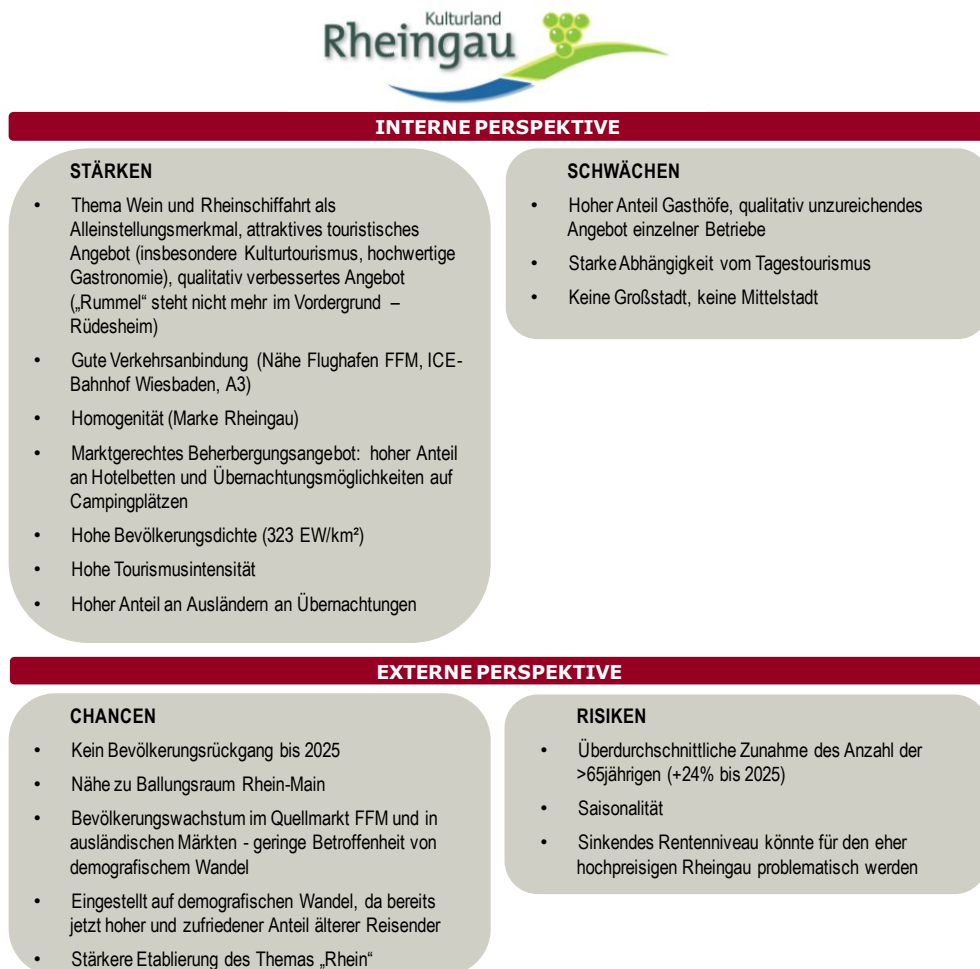 Kulturland
Rheingau
INTERNE PERSPEKTIVE
STÄRKEN
• Thema Wein und Rheinschiffahrt als
Alleinstellungsmerkmal, attraktives touristisches
Angebot (insbesondere Kulturtourismus, hochwertige
Gastronomie), qualitativ verbessertes Angebot
(„Rummel“ steht nicht mehr im Vordergrund –
Rüdesheim)
• Gute Verkehrsanbindung (Nähe Flughafen FFM, ICE-
Bahnhof Wiesbaden, A3)
• Homogenität (Marke Rheingau)
• Marktgerechtes Beherbergungsangebot: hoher Anteil
an Hotelbetten und Übernachtungsmöglichkeiten auf
Campingplätzen
• Hohe Bevölkerungsdichte (323 EW/km²)
• Hohe Tourismusintensität
• Hoher Anteil an Ausländern an Übernachtungen
SCHWÄCHEN
• Hoher Anteil Gasthöfe, qualitativ unzureichendes
Angebot einzelner Betriebe
• Starke Abhängigkeit vom Tagestourismus
• Keine Großstadt, keine Mittelstadt
EXTERNE PERSPEKTIVE
CHANCEN
• Kein Bevölkerungsrückgang bis 2025
• Nähe zu Ballungsraum Rhein-Main
• Bevölkerungswachstum im Quellmarkt FFM und in
ausländischen Märkten - geringe Betroffenheit von
demografischem Wandel
• Eingestellt auf demografischen Wandel, da bereits
jetzt hoher und zufriedener Anteil älterer Reisender
• Stärkere Etablierung des Themas „Rhein“
RISIKEN
• Überdurchschnittliche Zunahme des Anzahl der
>65jährigen (+24% bis 2025)
• Saisonalität
• Sinkendes Rentenniveau könnte für den eher
hochpreisigen Rheingau problematisch werden